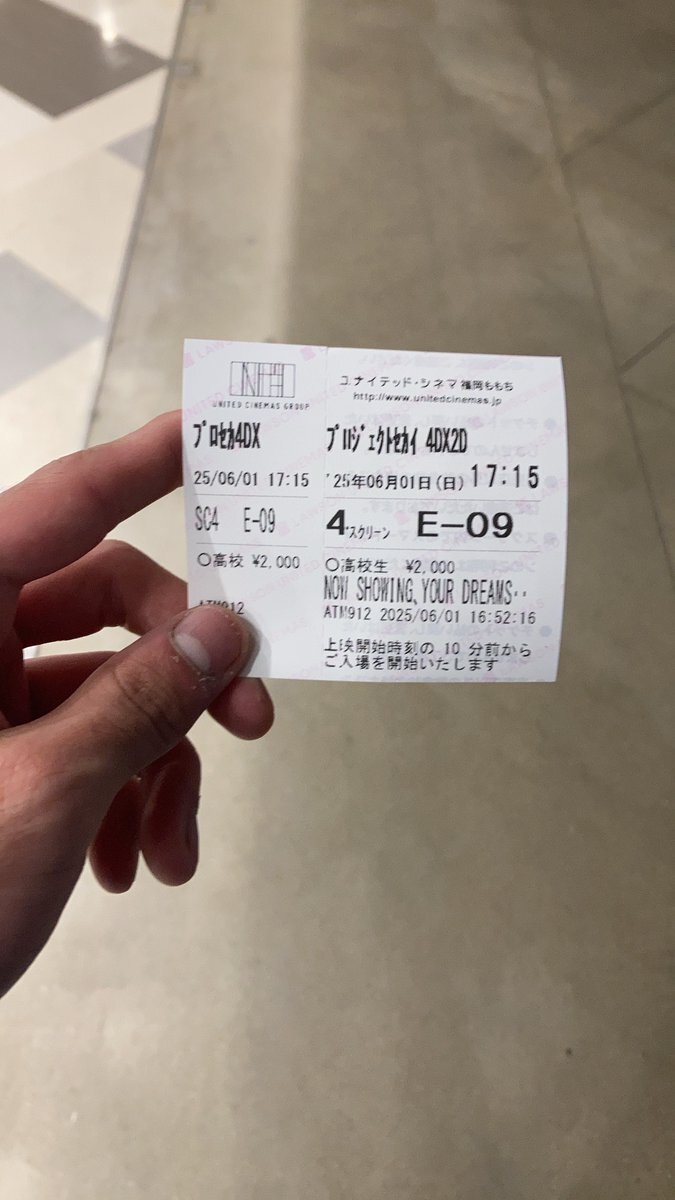 UNITED CINEMAS GROUP
ﾌﾟﾛｾｶ4DX
25/06/01 17:15
SC4 E-09
〇高校 ¥2,000
ATM912
ユナイテッド・シネマ福岡ももち
http://www.unitedcinemas.jp
ﾌﾟﾛｼﾞｪｸﾄｾｶｲ 4DX2D
'25年06月01日(日) 17:15
4 スクリーン E-09
〇高校生 ¥2,000
NOW SHOWING, YOUR DREAMS‥
ATM912 2025/06/01 16:52:16
上映開始時刻の 10 分前から
ご入場を開始いたします